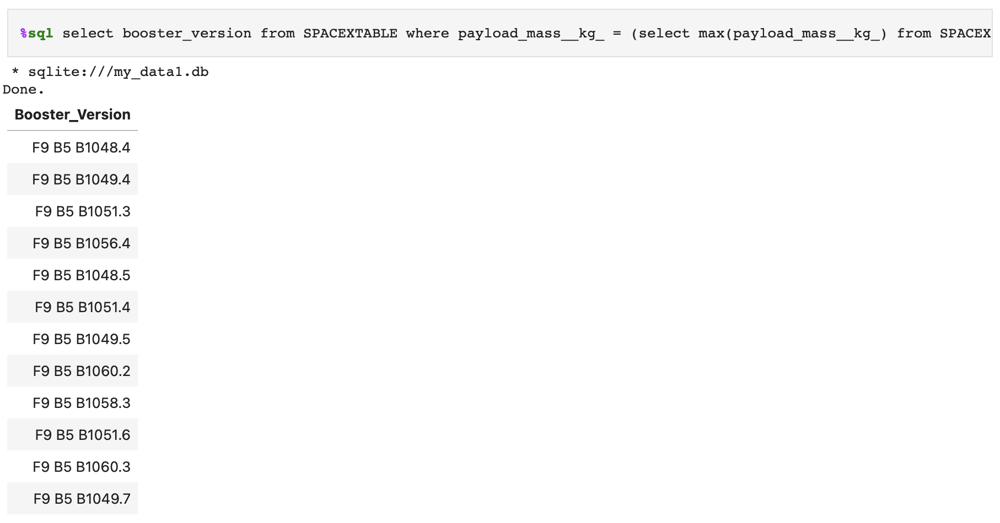 %sql select booster_version from SPACEXTABLE where payload_mass__kg_ = (select max(payload_mass__kg_) from SPACEX
* sqlite:///my_data1.db
Done.
Booster_Version
F9 B5 B1048.4
F9 B5 B1049.4
F9 B5 B1051.3
F9 B5 B1056.4
F9 B5 B1048.5
F9 B5 B1051.4
F9 B5 B1049.5
F9 B5 B1060.2
F9 B5 B1058.3
F9 B5 B1051.6
F9 B5 B1060.3
F9 B5 B1049.7